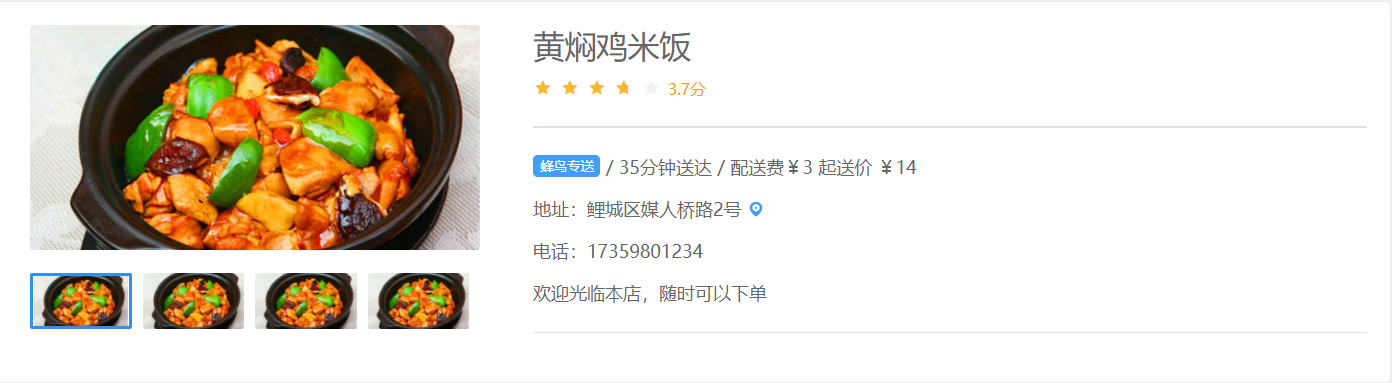 黄焖鸡米饭
3.7分
蜂鸟专送 / 35分钟送达 / 配送费￥3 起送价 ￥14
地址：鲤城区媒人桥路2号
电话：17359801234
欢迎光临本店，随时可以下单